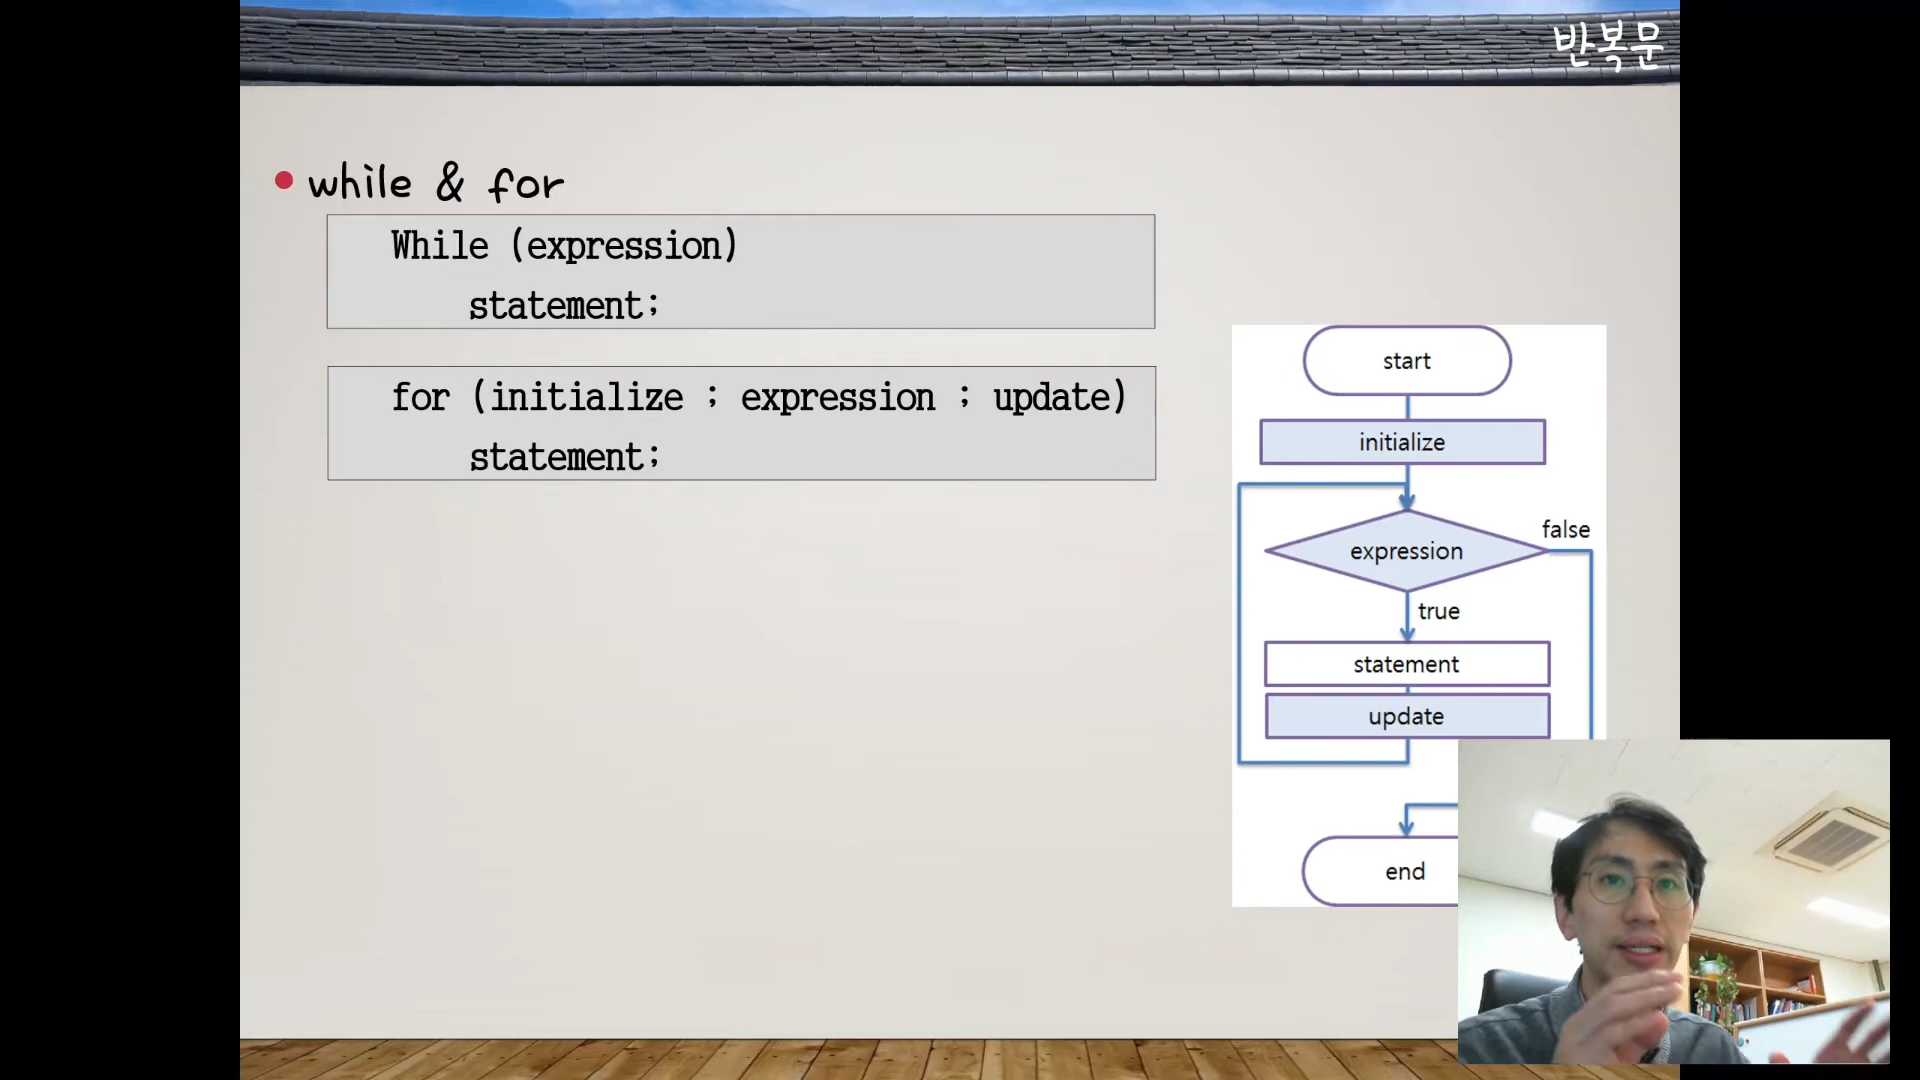 반복문
while & for
While (expression)
statement;
for (initialize ; expression ; update)
statement;
start
initialize
expression
false
true
statement
update
end